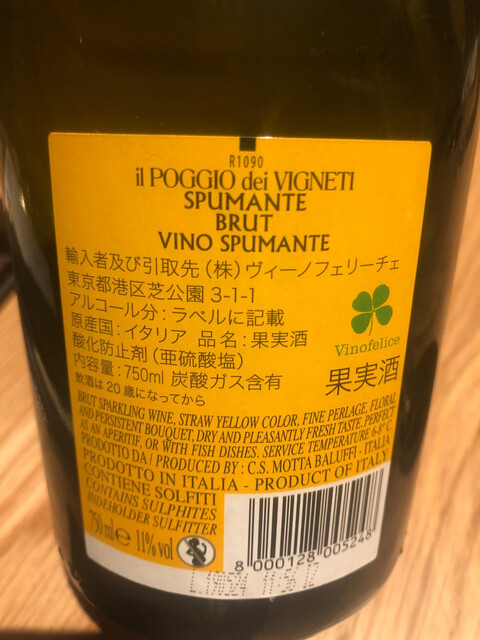 R1090
il POGGIO dei VIGNETI
SPUMANTE
BRUT
VINO SPUMANTE
輸入者及び引取先(株)ヴィーノフェリーチェ
東京都港区芝公園 3-1-1
アルコール分:ラベルに記載
原産国:イタリア 品名:果実酒
酸化防止剤(亜硫酸塩)
内容量:750ml 炭酸ガス含有
飲酒は20歳になってから
Vinofelice
果実酒
BRUT SPARKLING WINE, STRAW YELLOW COLOR, FINE PERLAGE, FLORAL
AND PERSISTENT BOUQUET, DRY AND PLEASANTLY FRESH TASTE. PERFECT
AS AN APERITIF, OR WITH FISH DISHES. SERVICE TEMPERATURE 6-8° C.
PRODOTTO DA / PRODUCED BY : C.S. MOTTA BALUFFI - ITALY
PRODOTTO IN ITALIA - PRODUCT OF ITALY
CONTIENE SOLFITI
CONTAINS SULPHITES
INDEHOLDER SULFITTER
750 ml e 11% vol
8 000128 005248